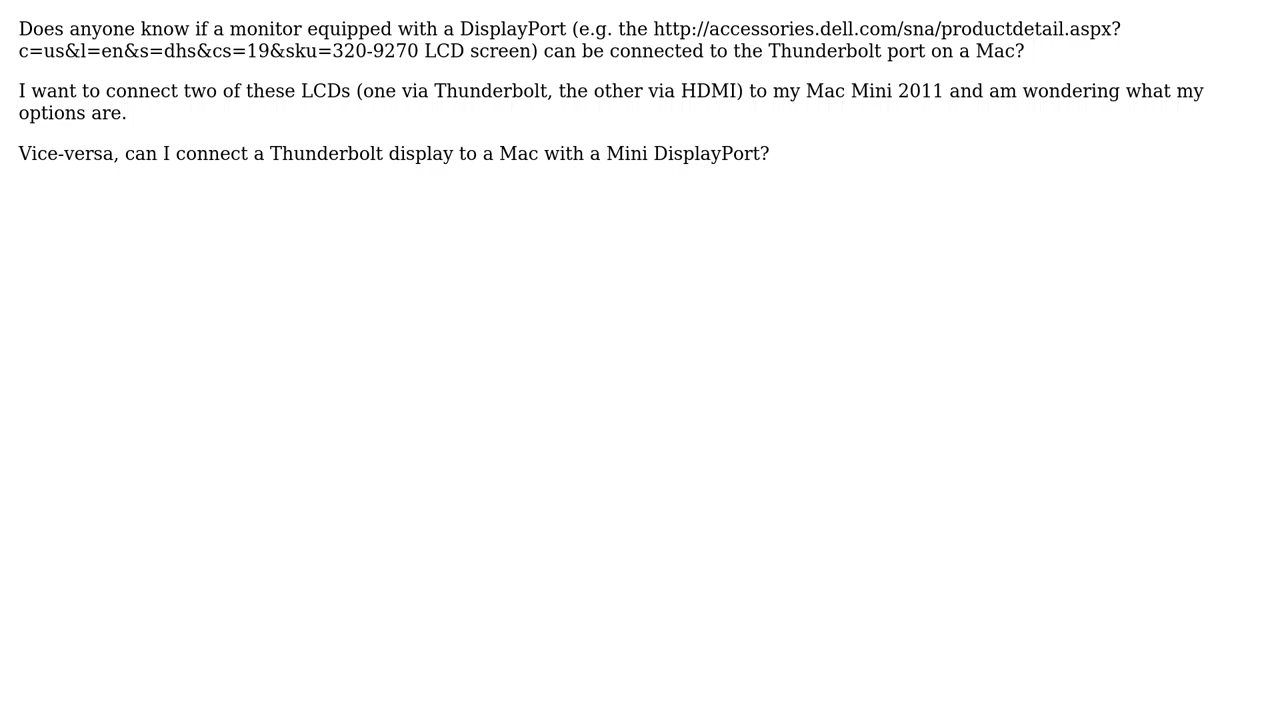 Does anyone know if a monitor equipped with a DisplayPort (e.g. the http://accessories.dell.com/sna/productdetail.aspx?
c=us&l=en&s=dhs&cs=19&sku=320-9270 LCD screen) can be connected to the Thunderbolt port on a Mac?
I want to connect two of these LCDs (one via Thunderbolt, the other via HDMI) to my Mac Mini 2011 and am wondering what my
options are.
Vice-versa, can I connect a Thunderbolt display to a Mac with a Mini DisplayPort?